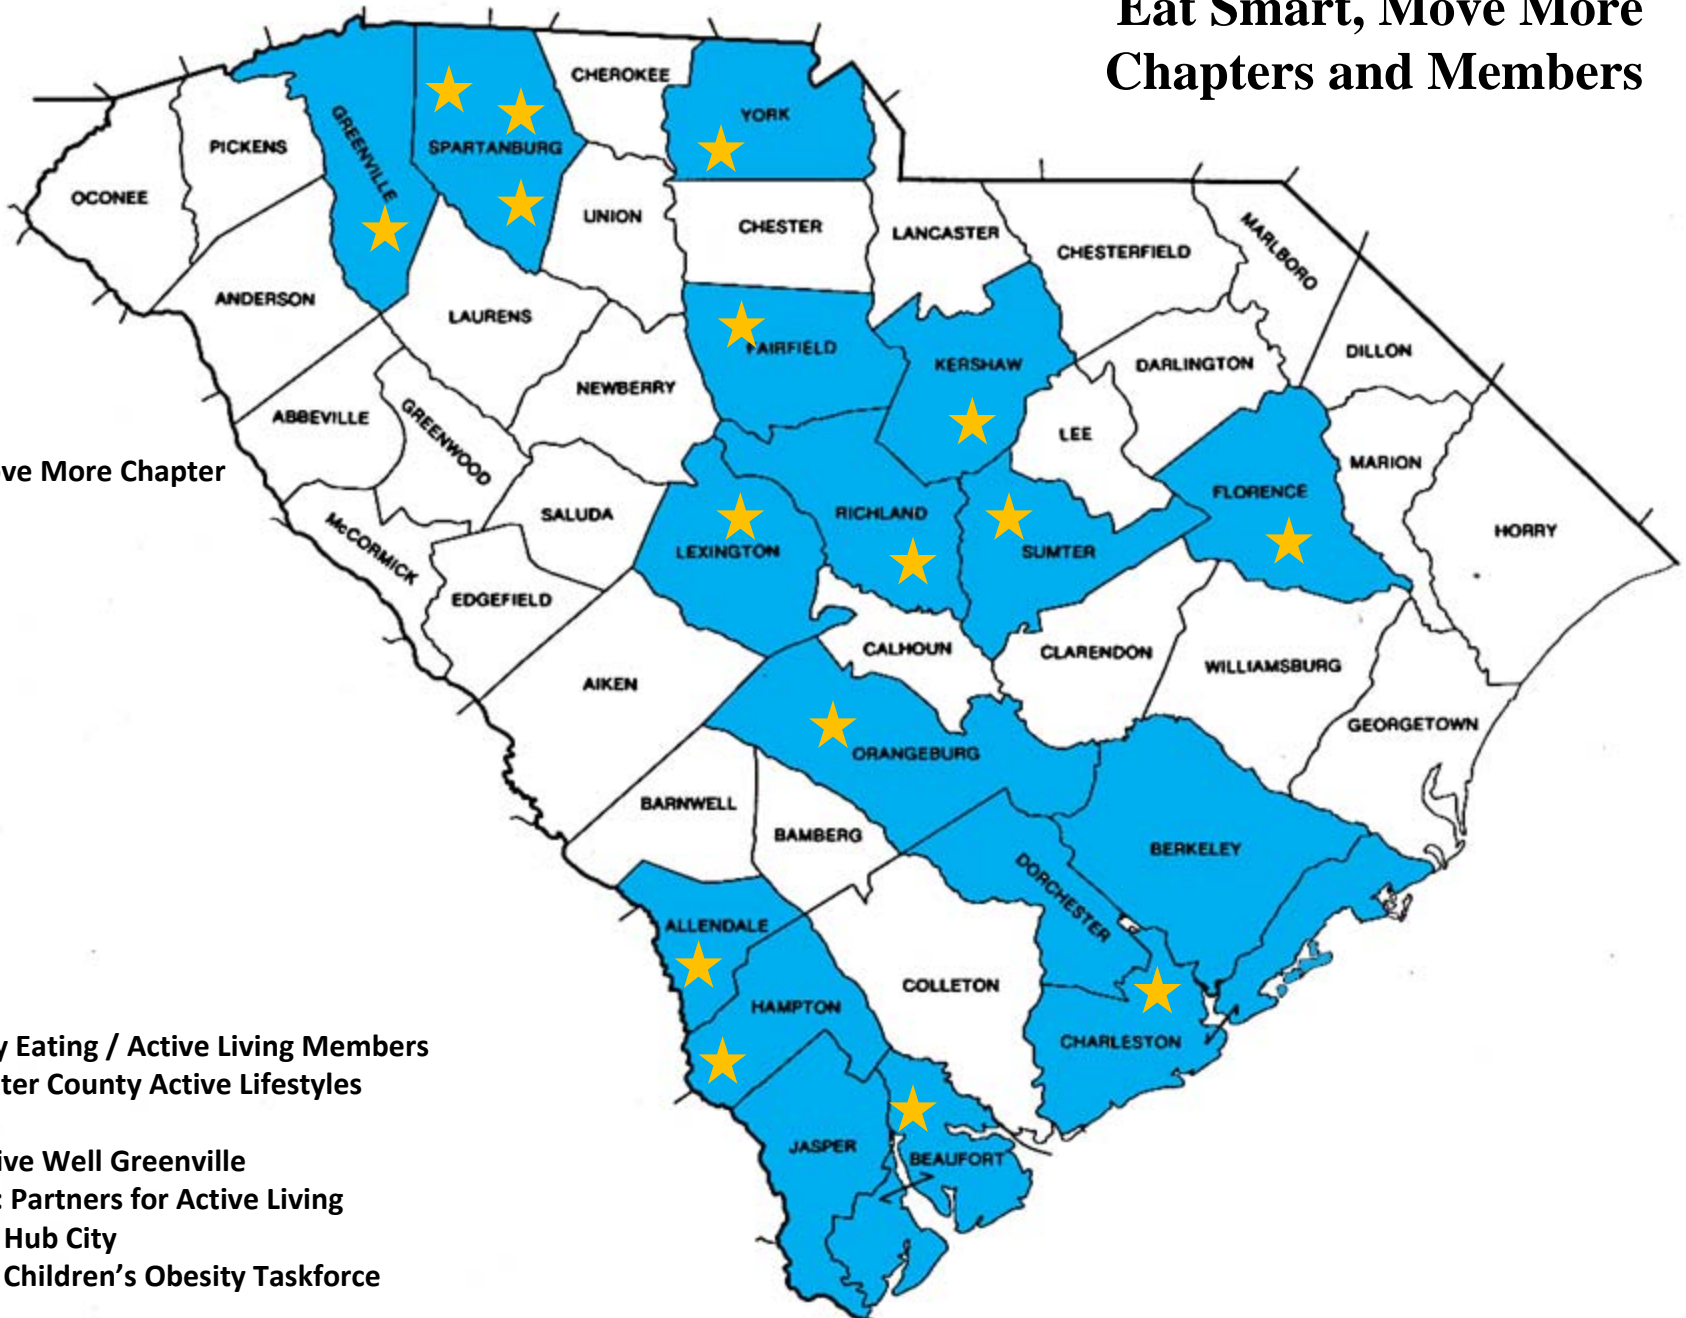 Eat Smart, Move More
Chapters and Members
CHEROKEE
YORK
GREENVILLE
SPARTANBURG
PICKENS
OCONEE
UNION
CHESTER
LANCASTER
CHESTERFIELD
MARLBORO
ANDERSON
LAURENS
FAIRFIELD
KERSHAW
DARLINGTON
DILLON
NEWBERRY
ABBEVILLE
GREENWOOD
LEE
MARION
ve More Chapter
FLORENCE
SALUDA
RICHLAND
HORRY
McCORMICK
LEXINGTON
SUMTER
EDGEFIELD
CALHOUN
CLARENDON
WILLIAMSBURG
AIKEN
GEORGETOWN
ORANGEBURG
BARNWELL
BAMBERG
BERKELEY
DORCHESTER
ALLENDALE
COLLETON
HAMPTON
CHARLESTON
y Eating / Active Living Members
ter County Active Lifestyles
JASPER
BEAUFORT
ive Well Greenville
: Partners for Active Living
Hub City
Children’s Obesity Taskforce